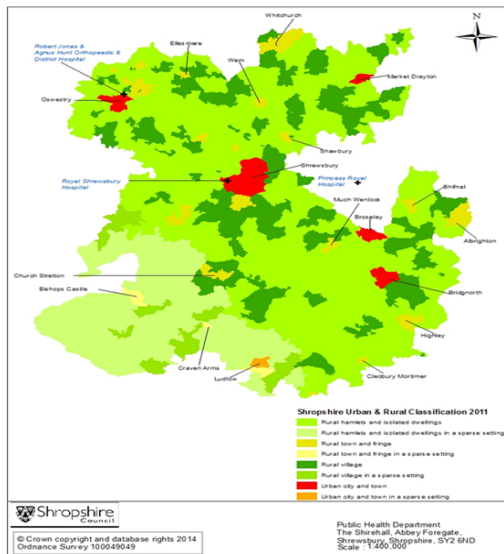 Whitchurch
N
Robert Jones &
Agnus Hunt Orthopaedic &
District Hospital
Ellesmere
Wem
Market Drayton
Oswestry
Shawbury
Shrewsbury
Royal Shrewsbury
Hospital
Princess Royal
Hospital
Much Wenlock
Shifnal
Broseley
Albrighton
Church Stretton
Bishops Castle
Bridgnorth
Highley
Craven Arms
Ludlow
Cleobury Mortimer
Shropshire Urban & Rural Classification 2011
Rural hamlets and isolated dwellings
Rural hamlets and isolated dwellings in a sparse setting
Rural town and fringe
Rural town and fringe in a sparse setting
Rural village
Rural village in a sparse setting
Urban city and town
Urban city and town in a sparse setting
Shropshire
Council
© Crown copyright and database rights 2014
Ordnance Survey 100049049
Public Health Department
The Shirehall, Abbey Foregate,
Shrewsbury, Shropshire, SY2 6ND
Scale : 1:400,000